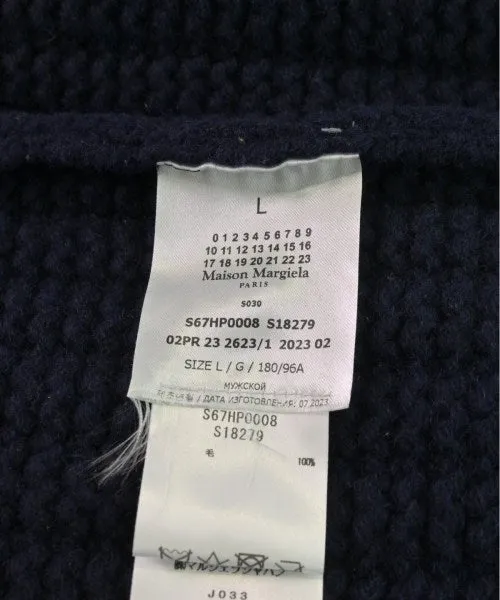 L
0 1 2 3 4 5 6 7 8 9
10 11 12 13 14 15 16
17 18 19 20 21 22 23
Maison Margiela
PARIS
S030
S67HP0008 S18279
02PR 23 2623/1 2023 02
SIZE L / G / 180/96A
МУЖСКОЙ
/ ДАТА ИЗГОТОВЛЕНИЯ: 07.2023
S67HP0008
S18279
毛 100%
J033